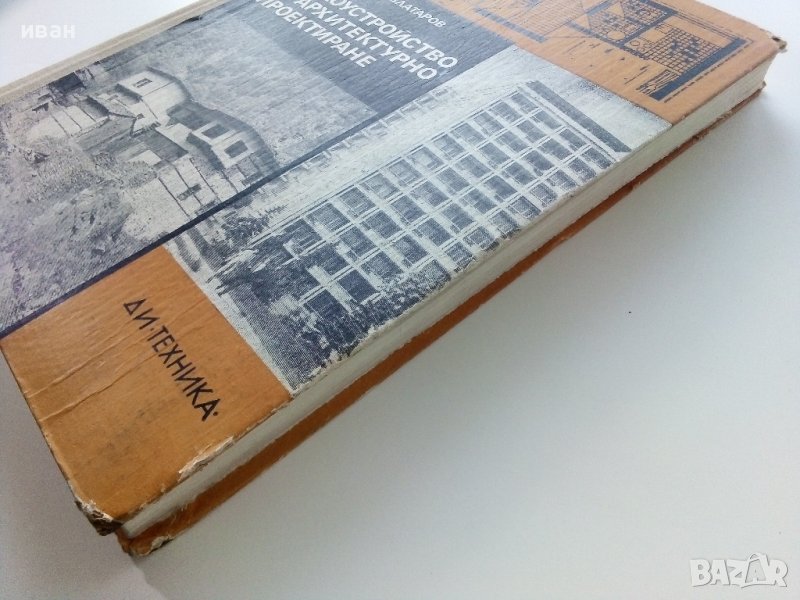 иван
ЛАТАРОВ
ОУСТРОЙСТВО
АРХИТЕКТУРНО
ПРОЕКТИРАНЕ
ДИ·ТЕХНИКА·
BAZAR